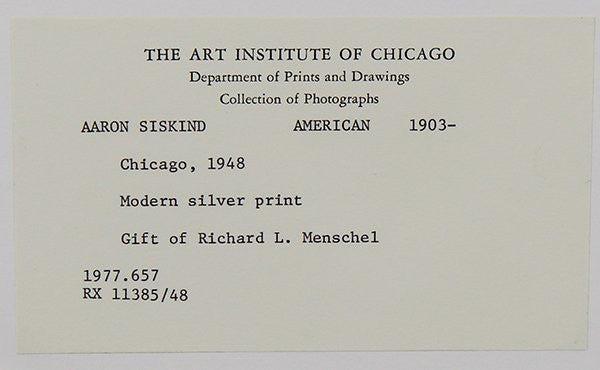 THE ART INSTITUTE OF CHICAGO
Department of Prints and Drawings
Collection of Photographs
AARON SISKIND AMERICAN 1903-
Chicago, 1948
Modern silver print
Gift of Richard L. Menschel
1977.657
RX 11385/48